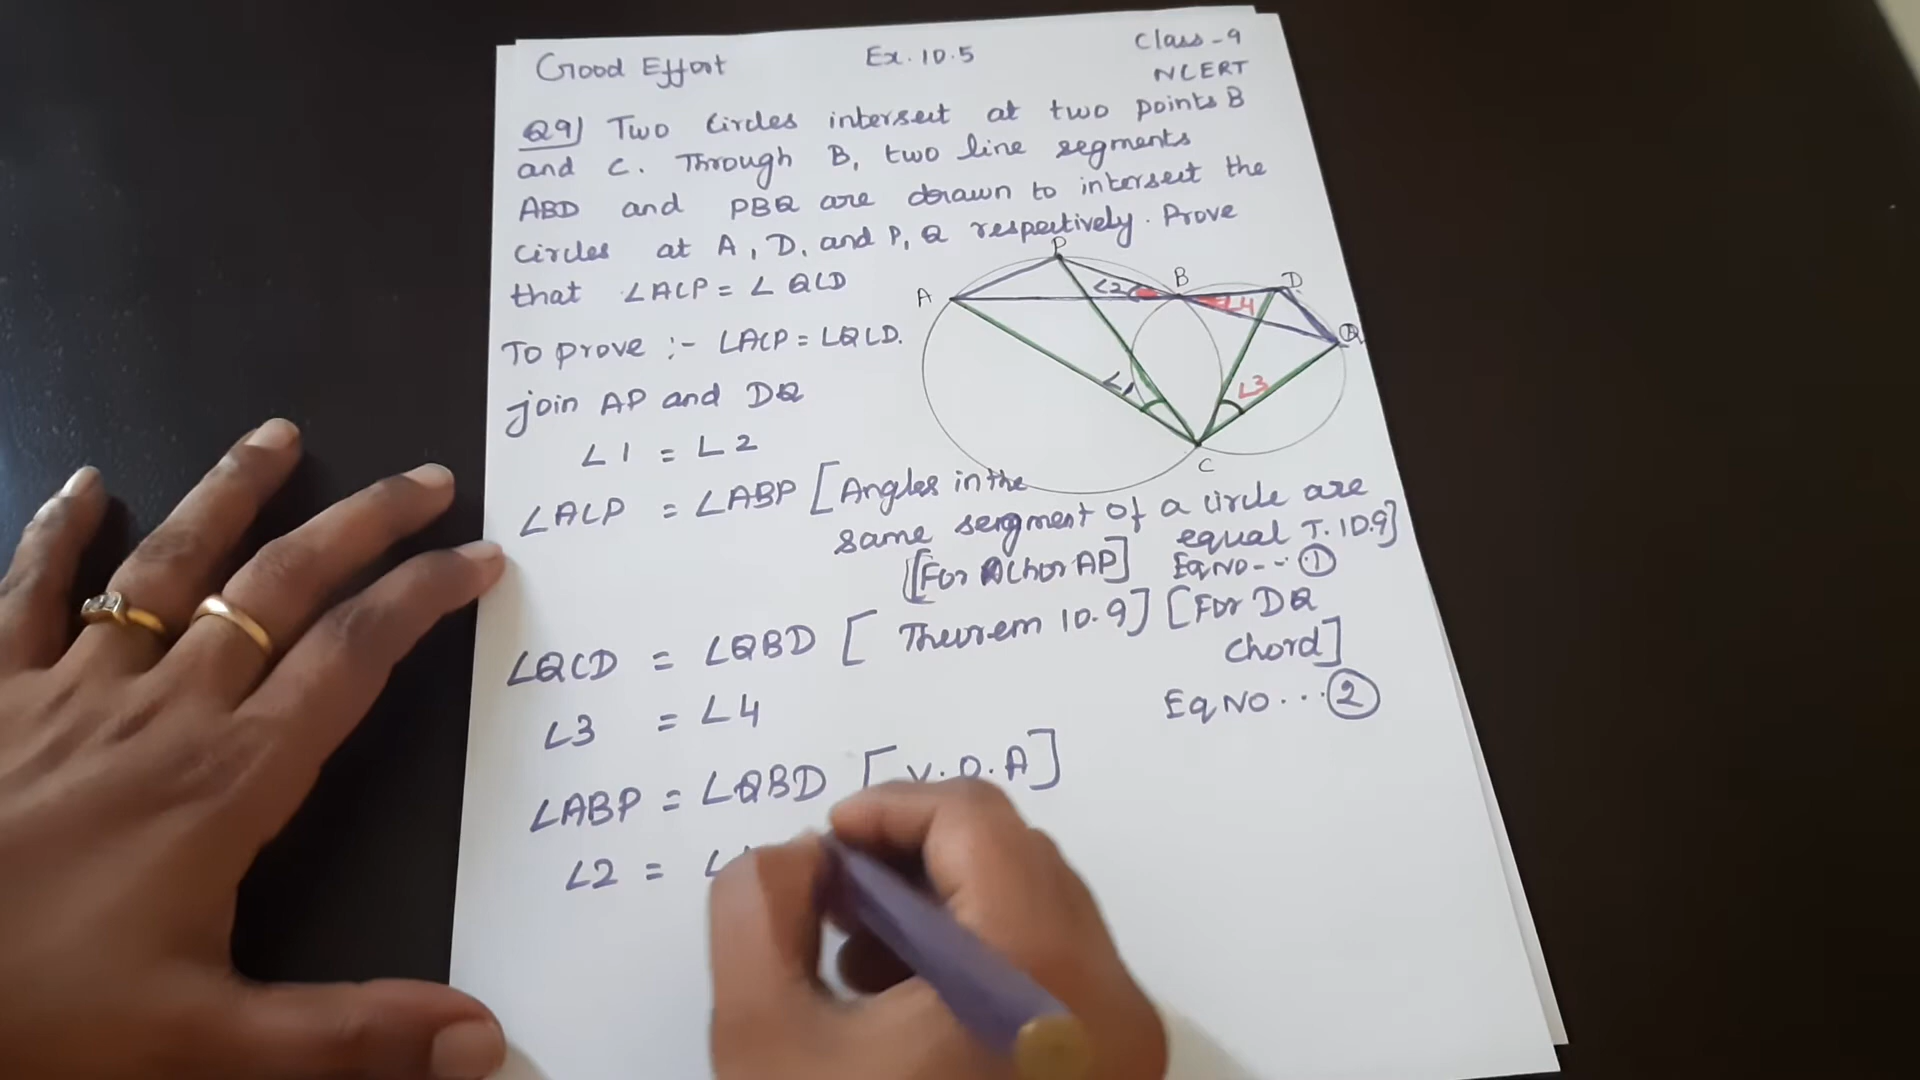 Good Effort Ex. 10.5 Class-9
NCERT
Q9) Two circles intersect at two points B
and C. Through B, two line segments
ABD and PBQ are drawn to intersect the
circles at A, D, and P, Q respectively. Prove
that ∠ACP = ∠QCD
P
B
D
A
∠2
∠4
Q
∠1
∠3
C
To prove :- ∠ACP = ∠QCD.
join AP and DQ
∠1 = ∠2
∠ACP = ∠ABP [Angles in the
same segment of a circle are
equal T. 10.9]
[For Chor AP] Eq NO-- ①
∠QCD = ∠QBD [Theorem 10.9] [For DQ
chord]
∠3 = ∠4 Eq NO... ②
∠ABP = ∠QBD [V.O.A]
∠2 = ∠